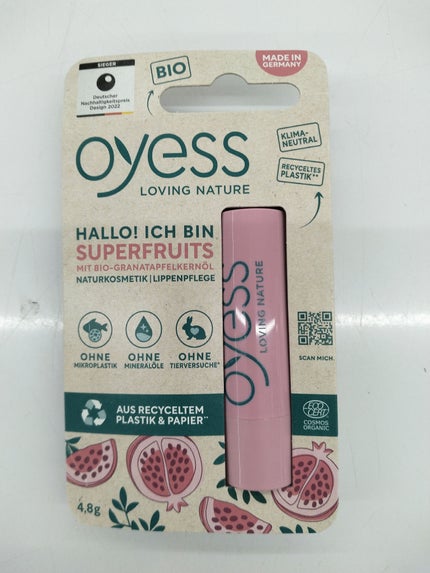 SIEGER
Deutscher
Nachhaltigkeitspreis
Design 2022
BIO
MADE IN
GERMANY
oyess
LOVING NATURE
KLIMA-
NEUTRAL
RECYCELTES
PLASTIK**
HALLO! ICH BIN
SUPERFRUITS
MIT BIO-GRANATAPFELKERNÖL
NATURKOSMETIK | LIPPENPFLEGE
OHNE
MIKROPLASTIK
OHNE
MINERALÖLE
OHNE
TIERVERSUCHE*
oyess
LOVING NATURE
SCAN MICH
AUS RECYCELTEM
PLASTIK & PAPIER**
ECO
CERT
COSMOS
ORGANIC
4,8g